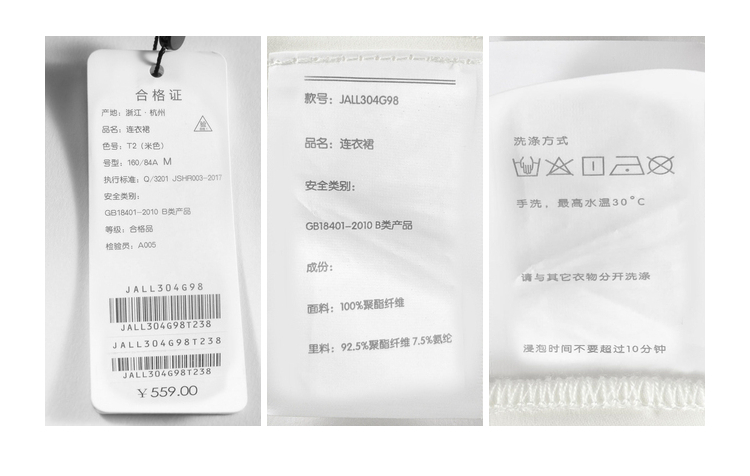 合格证
产地：浙江·杭州
品名：连衣裙
色号：T2（米色）
号型：160/84A M
执行标准：Q/3201 JSHR003-2017
安全类别：
GB18401-2010 B类产品
等级：合格品
检验员：A005
JALL304G98
JALL304G98T238
JALL304G98T238
JALL304G98T238
￥559.00
款号：JALL304G98
品名：连衣裙
安全类别：
GB18401-2010 B类产品
成份：
面料：100%聚酯纤维
里料：92.5%聚酯纤维 7.5%氨纶
洗涤方式
手洗，最高水温30°C
请与其它衣物分开洗涤
浸泡时间不要超过10分钟